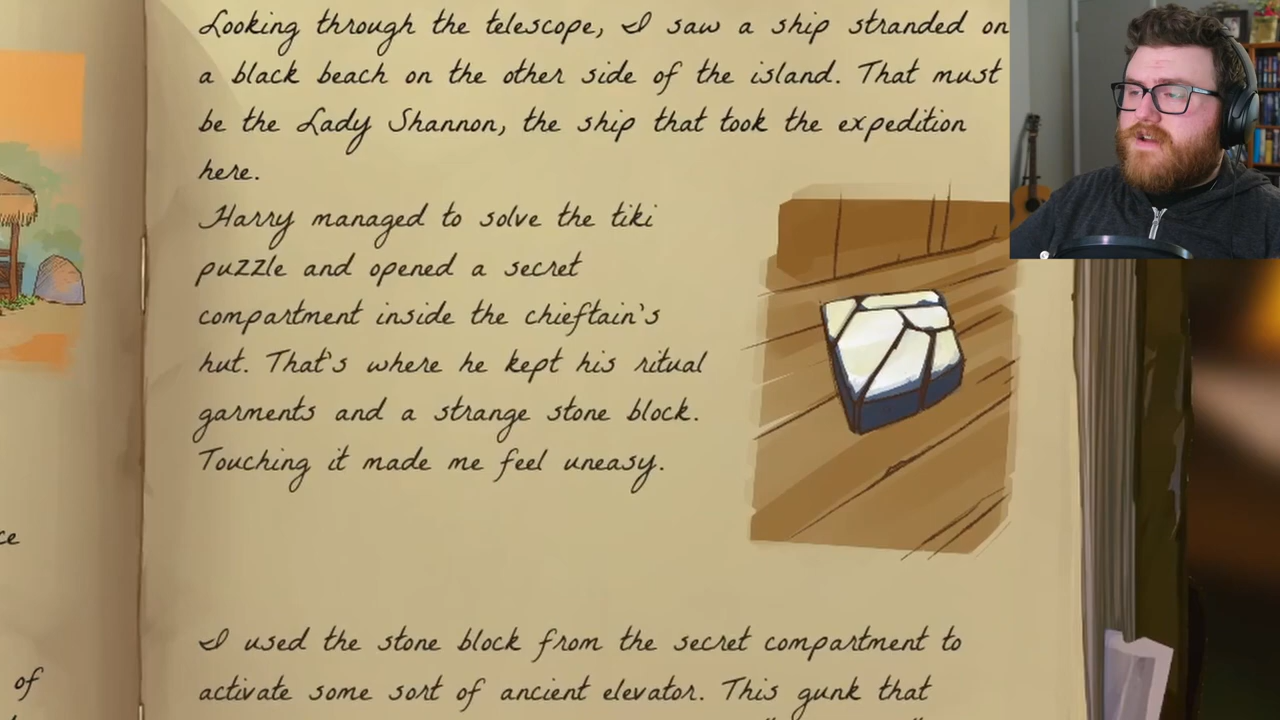 Looking through the telescope, I saw a ship stranded on
a black beach on the other side of the island. That must
be the Lady Shannon, the ship that took the expedition
here.
Harry managed to solve the tiki
puzzle and opened a secret
compartment inside the chieftain's
hut. That's where he kept his ritual
garments and a strange stone block.
Touching it made me feel uneasy.
of
I used the stone block from the secret compartment to
activate some sort of ancient elevator. This gunk that